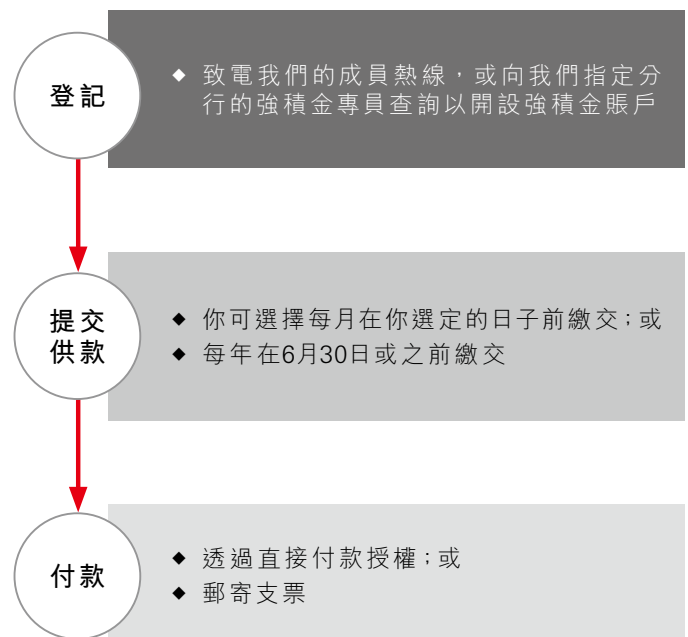 登記
◆ 致電我們的成員熱線，或向我們指定分
行的強積金專員查詢以開設強積金賬戶
提交
供款
◆ 你可選擇每月在你選定的日子前繳交；或
◆ 每年在6月30日或之前繳交
付款
◆ 透過直接付款授權；或
◆ 郵寄支票